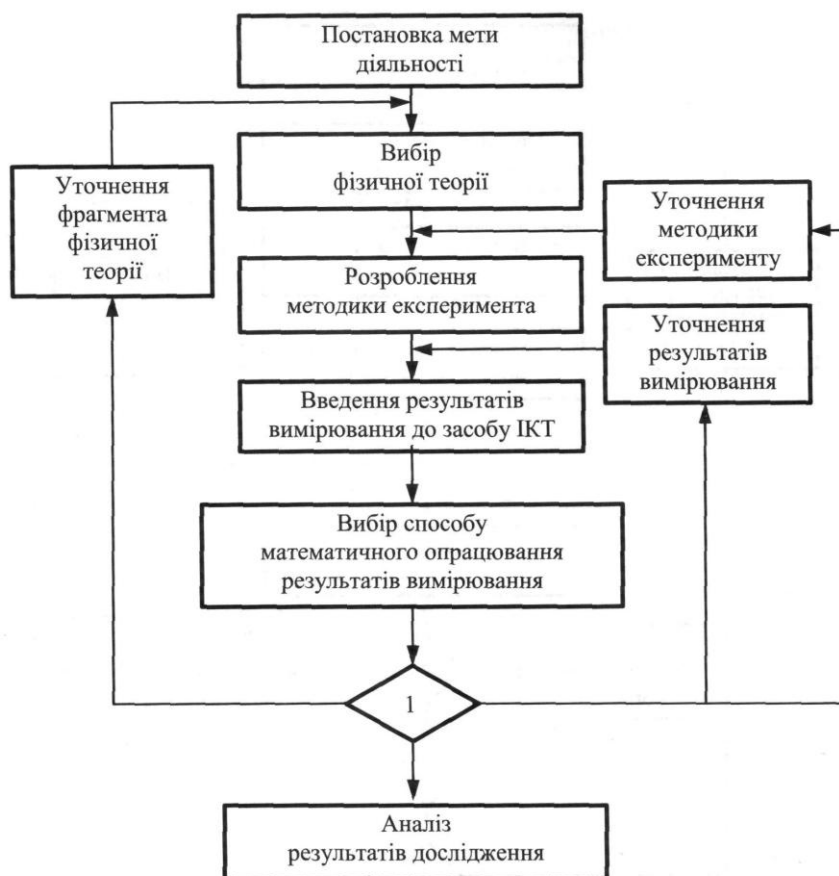 Постановка мети
діяльності
Вибір
фізичної теорії
Уточнення
фрагмента
фізичної
теорії
Уточнення
методики
експерименту
Розроблення
методики експеримента
Уточнення
результатів
вимірювання
Введення результатів
вимірювання до засобу ІКТ
Вибір способу
математичного опрацювання
результатів вимірювання
1
Аналіз
результатів дослідження